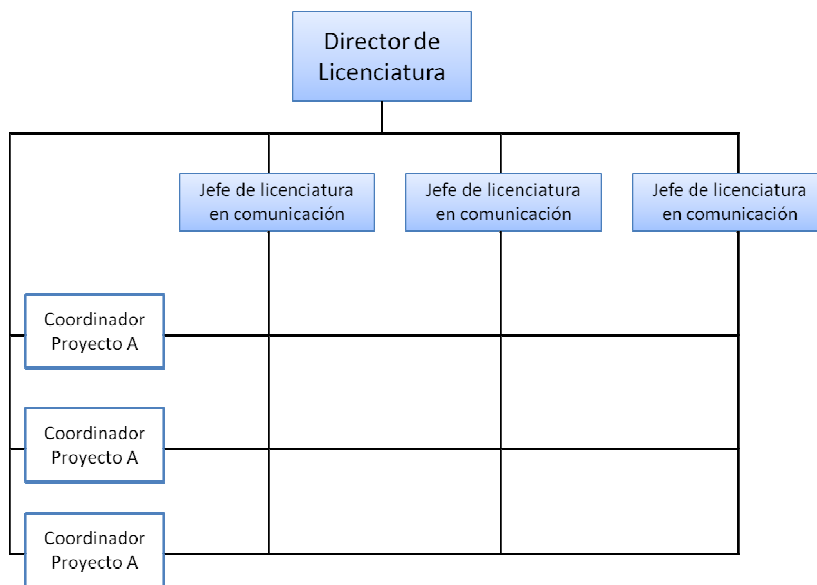 Director de
Licenciatura
Jefe de licenciatura
en comunicación
Jefe de licenciatura
en comunicación
Jefe de licenciatura
en comunicación
Coordinador
Proyecto A
Coordinador
Proyecto A
Coordinador
Proyecto A